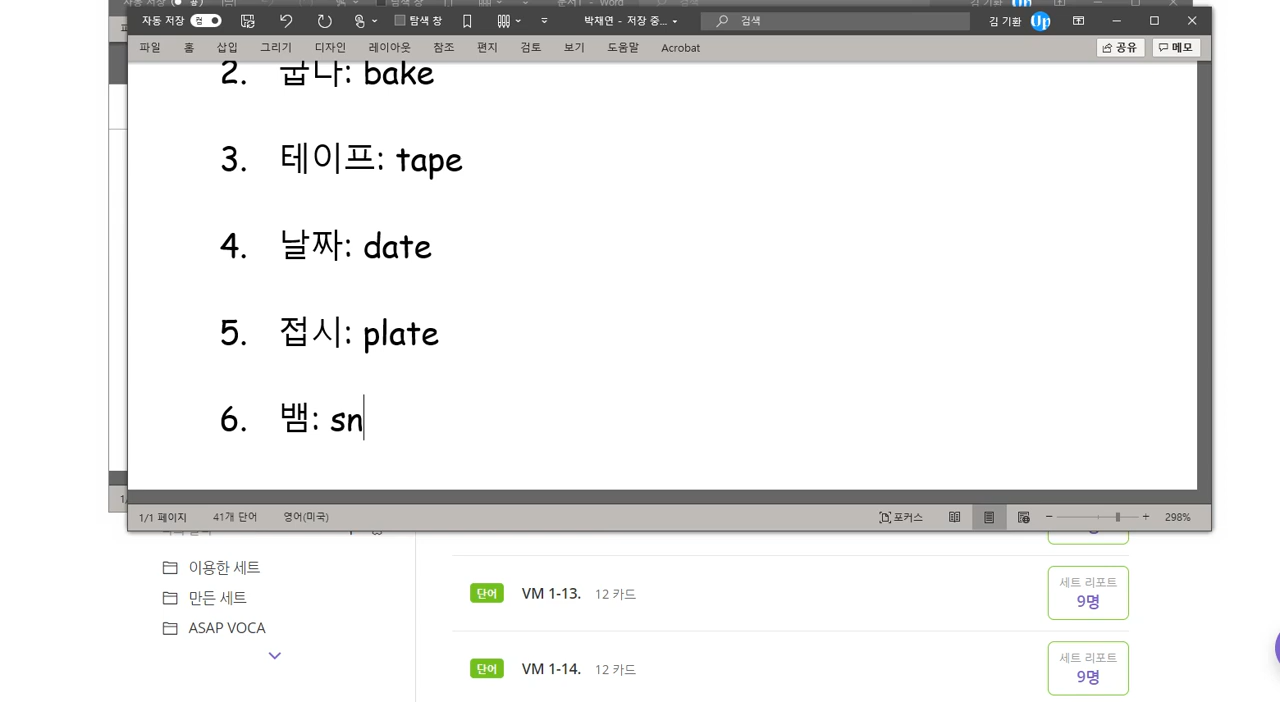 자동 저장 컴 탐색 창 박재연 - 저장 중... 검색 김 기환 Up
파일 홈 삽입 그리기 디자인 레이아웃 참조 편지 검토 보기 도움말 Acrobat 공유 메모
2. 굽다: bake
3. 테이프: tape
4. 날짜: date
5. 접시: plate
6. 뱀: sn
1/1 페이지 41개 단어 영어(미국) 포커스 298%
이용한 세트
만든 세트
ASAP VOCA
단어 VM 1-13. 12 카드 세트 리포트
9명
단어 VM 1-14. 12 카드 세트 리포트
9명